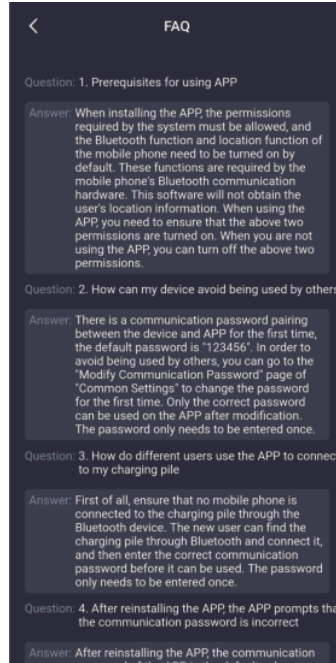 FAQ
Question: 1. Prerequisites for using APP
Answer: When installing the APP, the permissions
required by the system must be allowed, and
the Bluetooth function and location function of
the mobile phone need to be turned on by
default. These functions are required by the
mobile phone's Bluetooth communication
hardware. This software will not obtain the
user's location information. When using the
APP, you need to ensure that the above two
permissions are turned on. When you are not
using the APP, you can turn off the above two
permissions.
Question: 2. How can my device avoid being used by others
Answer: There is a communication password pairing
between the device and APP for the first time,
the default password is "123456". In order to
avoid being used by others, you can go to the
"Modify Communication Password" page of
"Common Settings" to change the password
for the first time. Only the correct password
can be used on the APP after modification.
The password only needs to be entered once.
Question: 3. How do different users use the APP to connect
to my charging pile
Answer: First of all, ensure that no mobile phone is
connected to the charging pile through the
Bluetooth device. The new user can find the
charging pile through Bluetooth and connect it,
and then enter the correct communication
password before it can be used. The password
only needs to be entered once.
Question: 4. After reinstalling the APP, the APP prompts tha
the communication password is incorrect
Answer: After reinstalling the APP, the communication